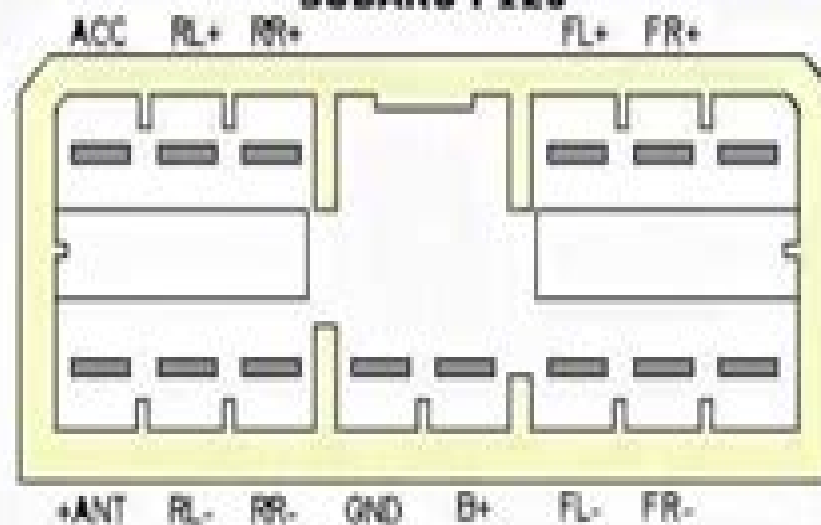 ACC RL+ RR+ FL+ FR+
+ANT RL- RR- GND B+ FL- FR-